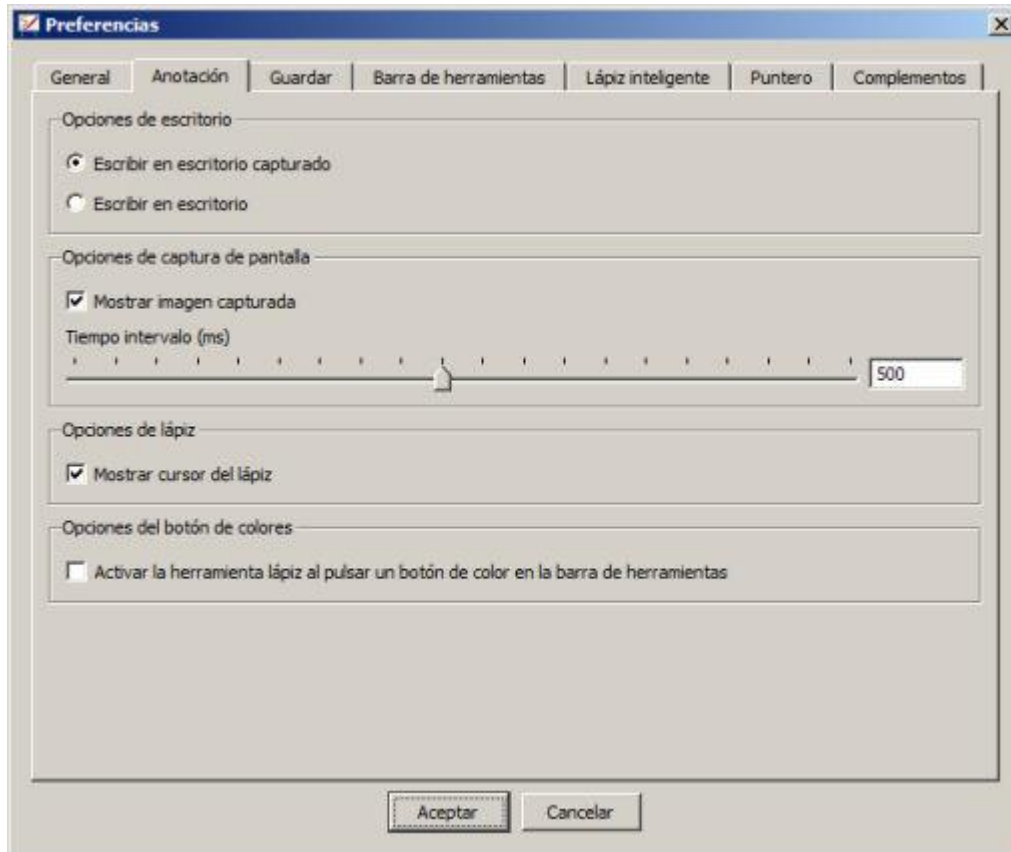 Preferencias
General Anotación Guardar Barra de herramientas Lápiz inteligente Puntero Complementos
Opciones de escritorio
Escribir en escritorio capturado
Escribir en escritorio
Opciones de captura de pantalla
Mostrar imagen capturada
Tiempo intervalo (ms)
500
Opciones de lápiz
Mostrar cursor del lápiz
Opciones del botón de colores
Activar la herramienta lápiz al pulsar un botón de color en la barra de herramientas
Aceptar Cancelar